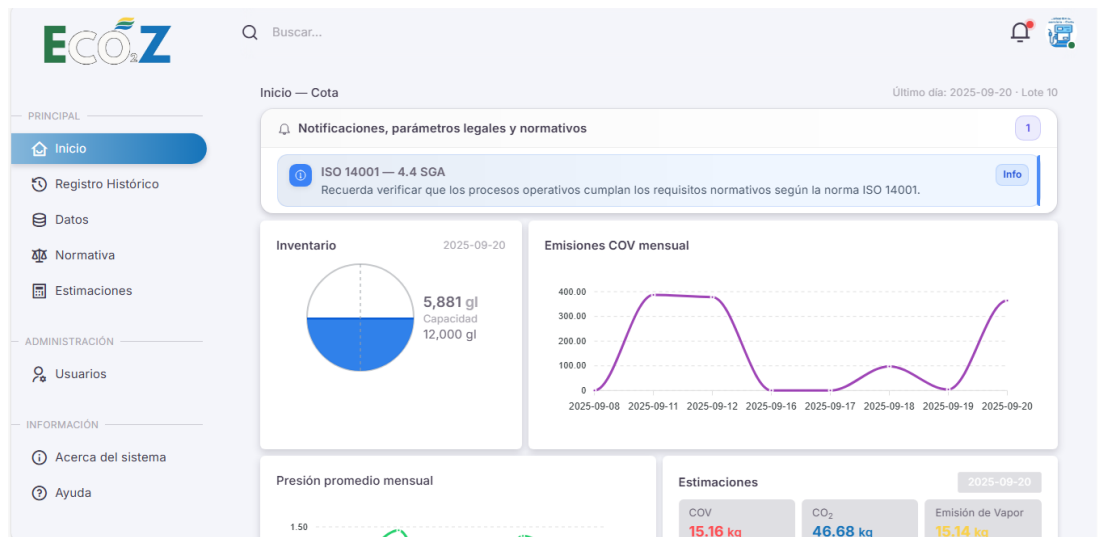 ECO2Z
Buscar...
Inicio — Cota
Último día: 2025-09-20 · Lote 10
PRINCIPAL
Inicio
Registro Histórico
Datos
Normativa
Estimaciones
ADMINISTRACIÓN
Usuarios
INFORMACIÓN
Acerca del sistema
Ayuda
Notificaciones, parámetros legales y normativos
1
ISO 14001 — 4.4 SGA
Recuerda verificar que los procesos operativos cumplan los requisitos normativos según la norma ISO 14001.
Info
Inventario
2025-09-20
5,881 gl
Capacidad
12,000 gl
Emisiones COV mensual
400.00
300.00
200.00
100.00
0
2025-09-08 2025-09-11 2025-09-12 2025-09-16 2025-09-17 2025-09-18 2025-09-19 2025-09-20
Presión promedio mensual
1.50
Estimaciones
2025-09-20
COV
15.16 kg
CO2
46.68 kg
Emisión de Vapor
15.14 kg